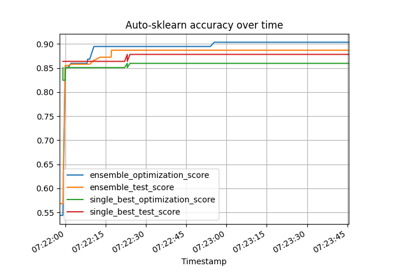 Auto-sklearn accuracy over time
0.90
0.85
0.80
0.75
0.70
0.65
0.60
0.55
ensemble_optimization_score
ensemble_test_score
single_best_optimization_score
single_best_test_score
07:22:00
07:22:15
07:22:30
07:22:45
07:23:00
07:23:15
07:23:30
07:23:45
Timestamp